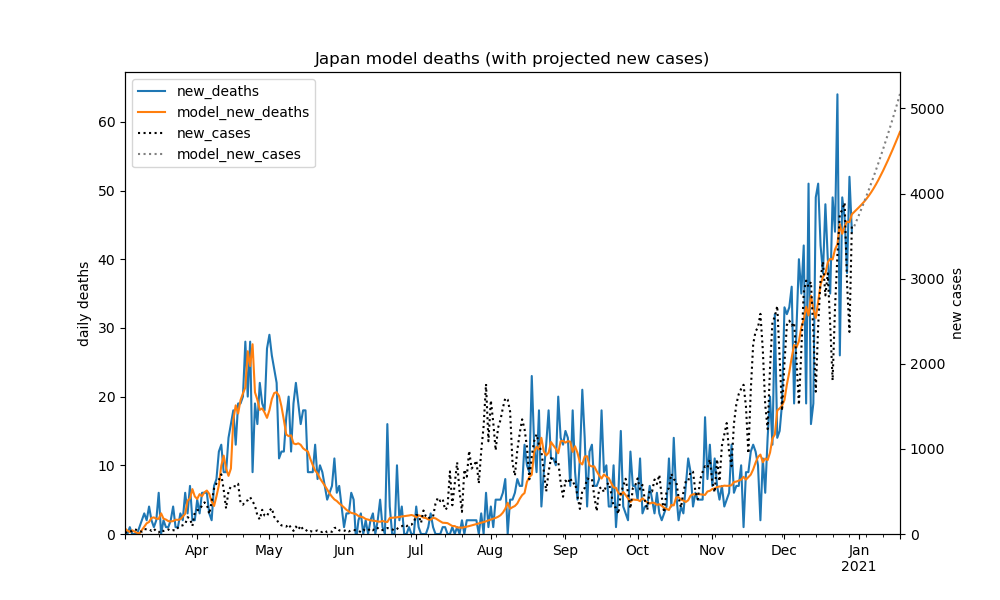 Japan model deaths (with projected new cases)
new_deaths
model_new_deaths
new_cases
model_new_cases
daily deaths
new cases
60
50
40
30
20
10
0
5000
4000
3000
2000
1000
0
Apr May Jun Jul Aug Sep Oct Nov Dec Jan
2021